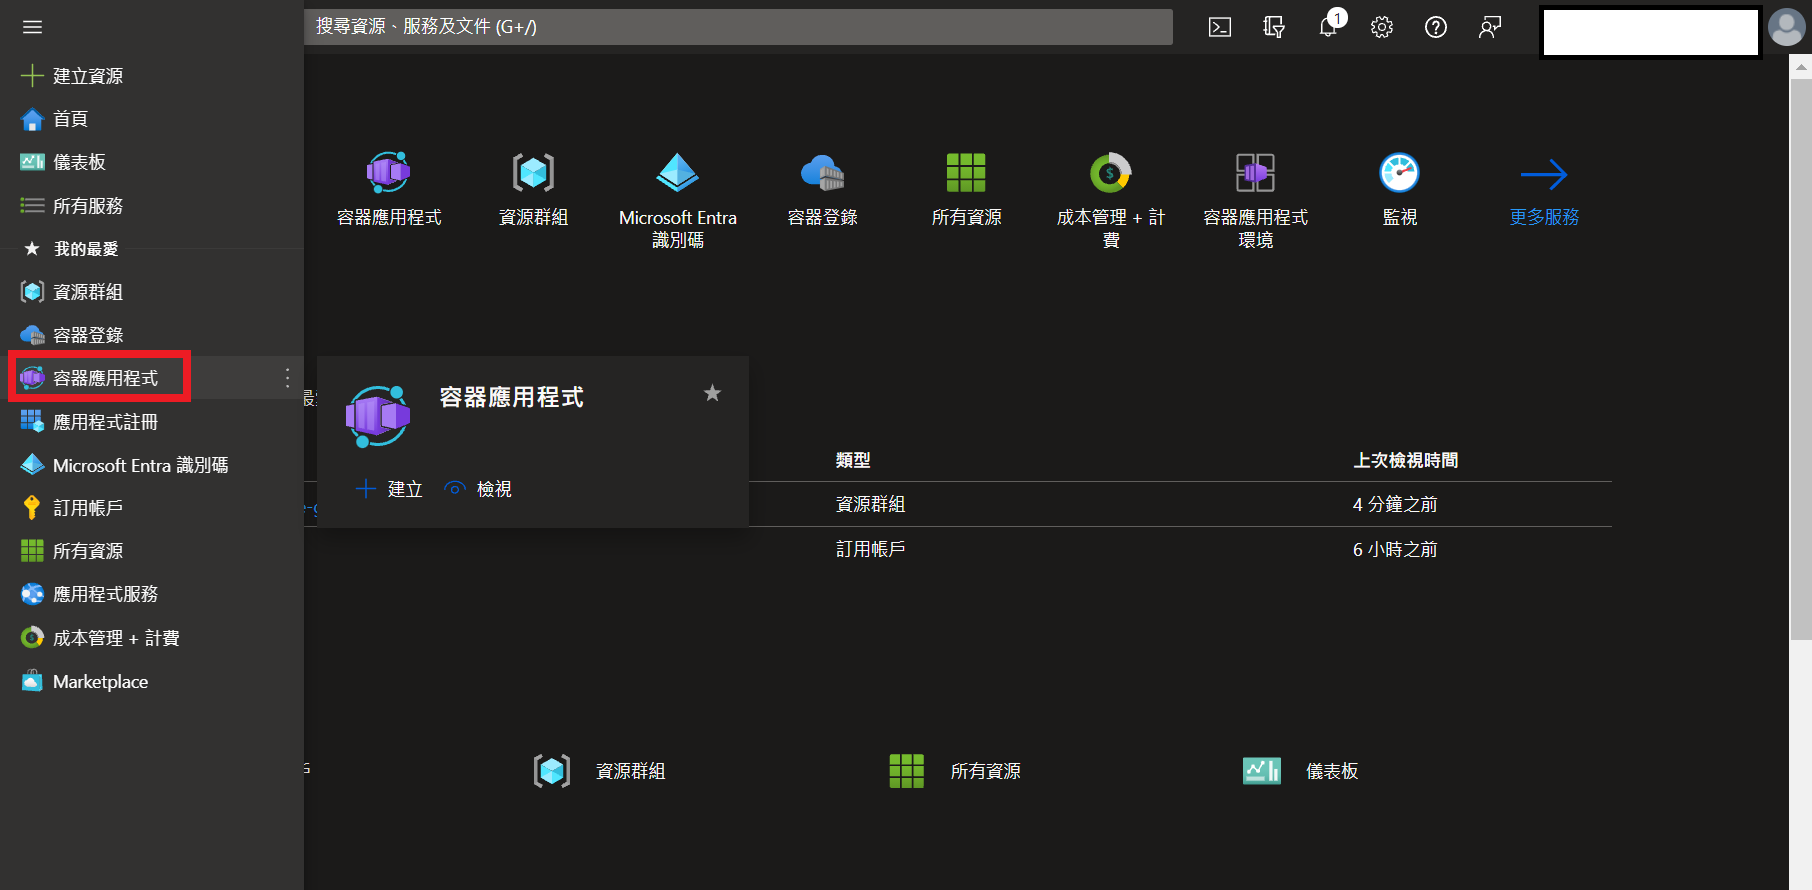 搜尋資源、服務及文件 (G+/)
1
建立資源
首頁
儀表板
所有服務
我的最愛
資源群組
容器登錄
容器應用程式
應用程式註冊
Microsoft Entra 識別碼
訂用帳戶
所有資源
應用程式服務
成本管理 + 計費
Marketplace
容器應用程式
資源群組
Microsoft Entra
識別碼
容器登錄
所有資源
成本管理 + 計
費
容器應用程式
環境
監視
更多服務
容器應用程式
建立
檢視
類型
上次檢視時間
資源群組
4 分鐘之前
訂用帳戶
6 小時之前
資源群組
所有資源
儀表板